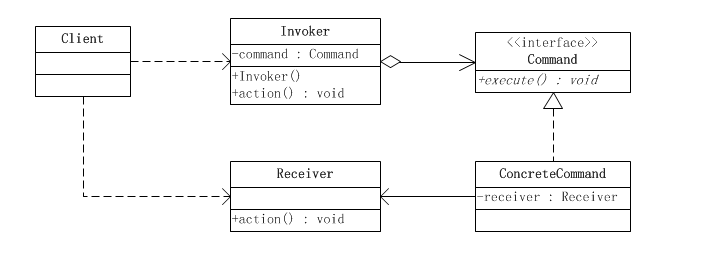 Client
Invoker
-command : Command
+Invoker()
+action() : void
<<interface>>
Command
+execute() : void
Receiver
+action() : void
ConcreteCommand
-receiver : Receiver